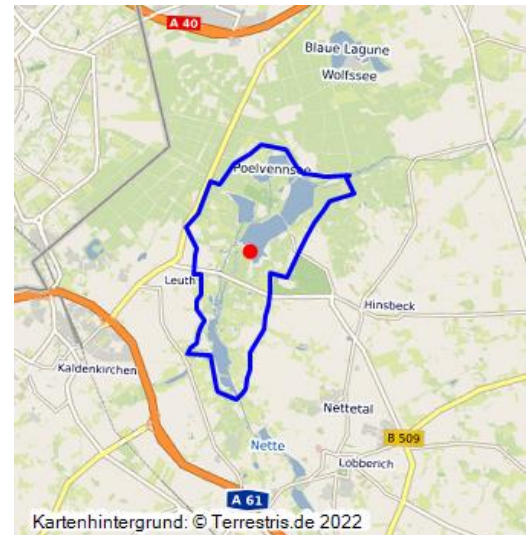 A 40
Blaue Lagune
Wolfssee
Poelvennsee
Leuth
Hinsbeck
Kaldenkirchen
Nettetal
B 509
Nette
Lobberich
A 61
Kartenhintergrund: © Terrestris.de 2022